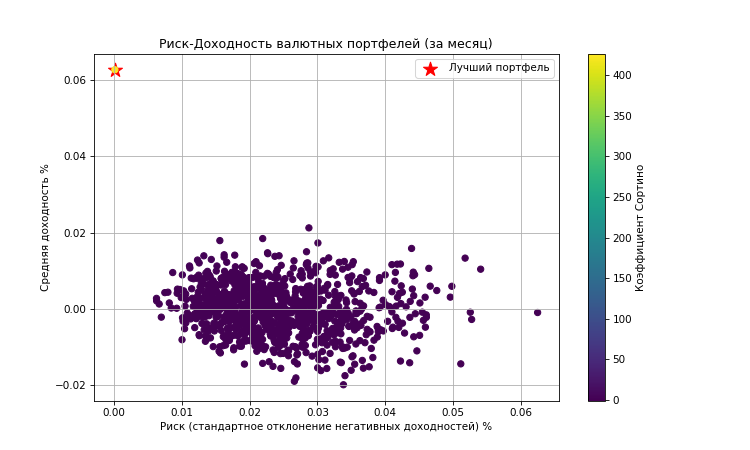 Риск-Доходность валютных портфелей (за месяц)
Лучший портфель
0.06
0.04
0.02
0.00
−0.02
Средняя доходность %
0.00 0.01 0.02 0.03 0.04 0.05 0.06
Риск (стандартное отклонение негативных доходностей) %
400
350
300
250
200
150
100
50
0
Коэффициент Сортино